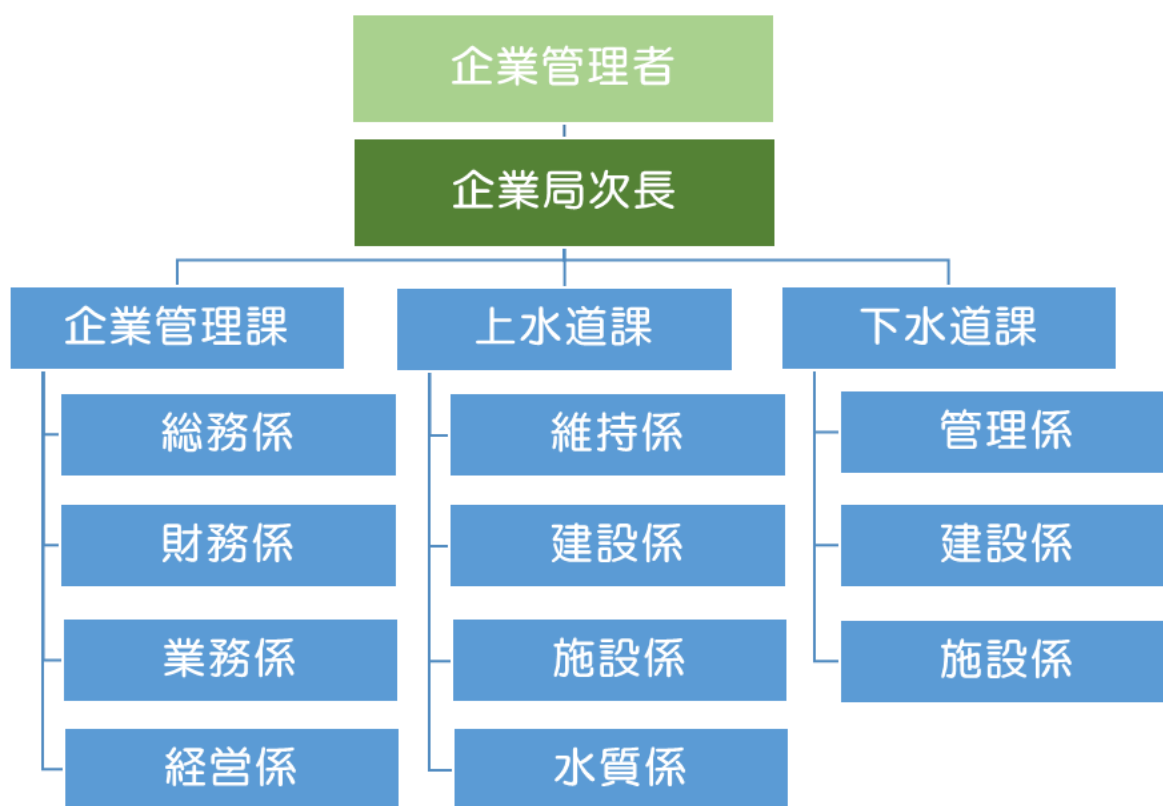 企業管理者
企業局次長
企業管理課
総務係
財務係
業務係
経営係
上水道課
維持係
建設係
施設係
水質係
下水道課
管理係
建設係
施設係